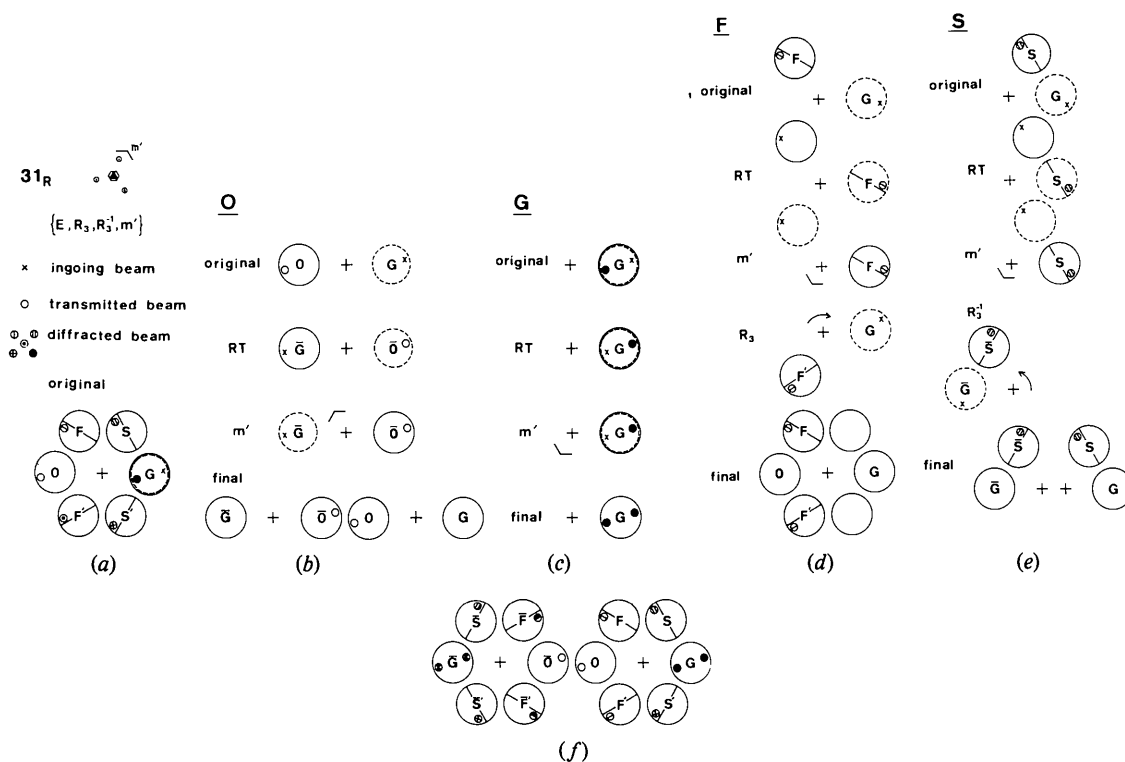 F
S
, original
+ G x
original
+ G x
F
S
31R
m'
{E, R3, R3⁻¹, m'}
x ingoing beam
transmitted beam
diffracted beam
original
F S
O + G x
F' S'
(a)
O
original O + G x
RT x Ḡ + Ō
m' x Ḡ + Ō
final
Ḡ + Ō O + G
(b)
G
original + G x
RT + x G
m' + x G
final + G
(c)
x
RT
+ F
x
m'
+ F
R3
+ G x
F'
F
final O + G
F'
(d)
x
RT
+ S
x
m'
+ S
R3⁻¹
S̄
Ḡ x +
final
S̄ S
Ḡ + + G
(e)
S̄ F̄ F S
Ḡ + Ō O + G
S̄' F̄' F' S'
(f)